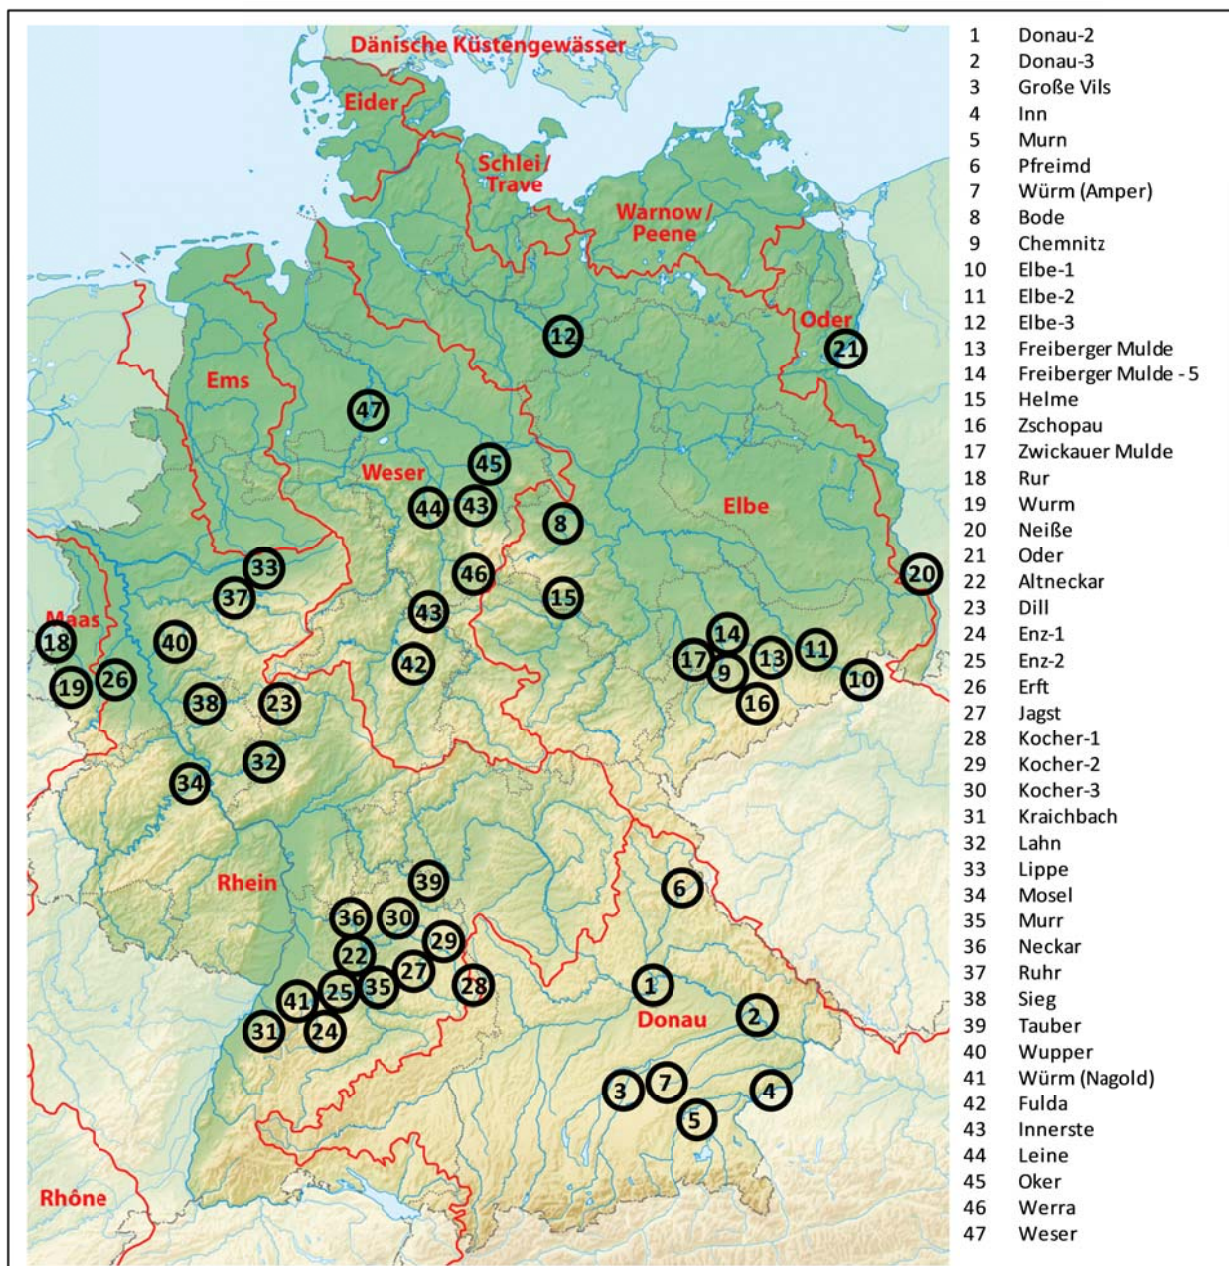 Dänische Küstengewässer
Eider
Schlei/
Trave
Warnow/
Peene
12
Oder
21
Ems
47
45
Weser
44
43
8
Elbe
33
46
20
37
15
43
Maas
18
40
14
11
42
17
13
19
26
9
10
38
23
16
32
34
Rhein
39
6
36
30
29
22
27
28
1
25
35
41
2
Donau
31
24
7
3
4
5
Rhône
1 Donau-2
2 Donau-3
3 Große Vils
4 Inn
5 Murn
6 Pfreimd
7 Würm (Amper)
8 Bode
9 Chemnitz
10 Elbe-1
11 Elbe-2
12 Elbe-3
13 Freiberger Mulde
14 Freiberger Mulde - 5
15 Helme
16 Zschopau
17 Zwickauer Mulde
18 Rur
19 Wurm
20 Neiße
21 Oder
22 Altneckar
23 Dill
24 Enz-1
25 Enz-2
26 Erft
27 Jagst
28 Kocher-1
29 Kocher-2
30 Kocher-3
31 Kraichbach
32 Lahn
33 Lippe
34 Mosel
35 Murr
36 Neckar
37 Ruhr
38 Sieg
39 Tauber
40 Wupper
41 Würm (Nagold)
42 Fulda
43 Innerste
44 Leine
45 Oker
46 Werra
47 Weser